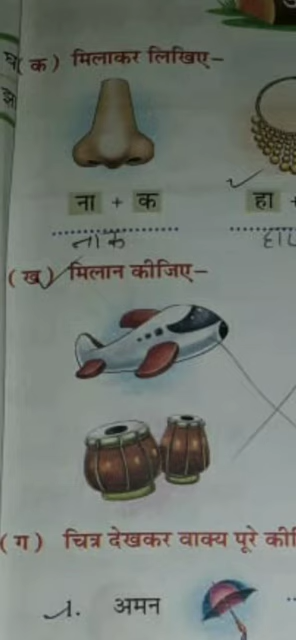 (क) मिलाकर लिखिए–
ना + क हा +
नाक हा
(ख) मिलान कीजिए–
(ग) चित्र देखकर वाक्य पूरे
1. अमन